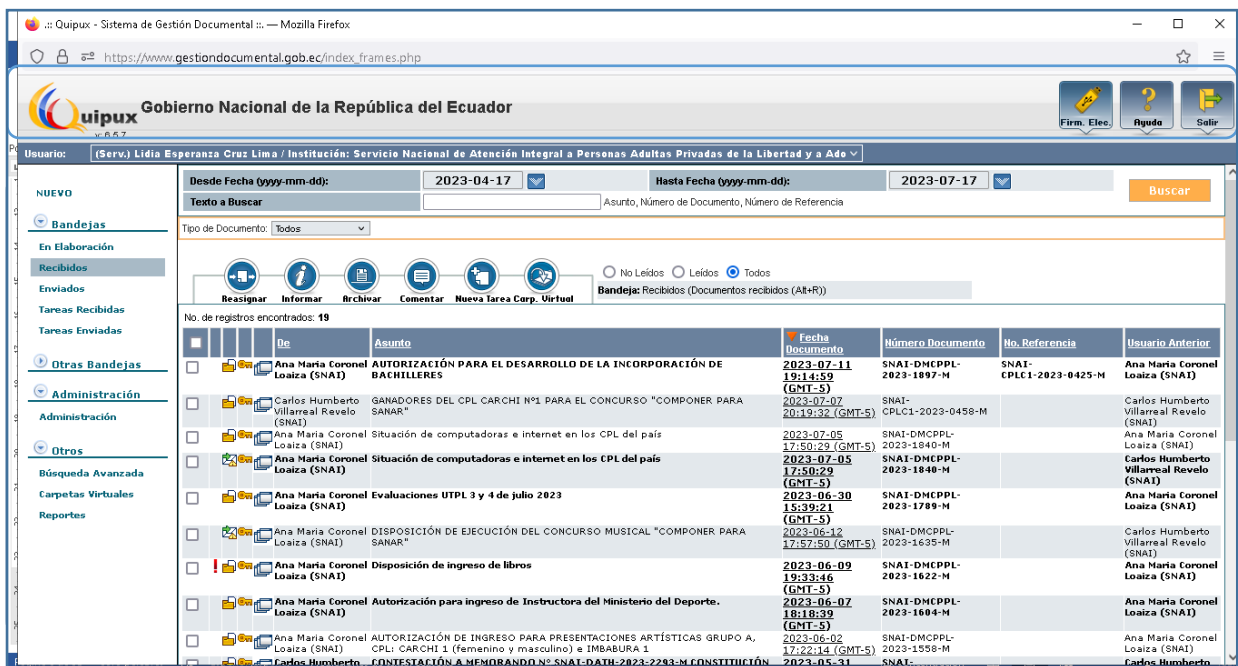 .:: Quipux - Sistema de Gestión Documental ::. — Mozilla Firefox
https://www.gestiondocumental.gob.ec/index_frames.php
Quipux Gobierno Nacional de la República del Ecuador
v: 6.5.7
Firm. Elec. Ayuda Salir
Usuario: (Serv.) Lidia Esperanza Cruz Lima / Institución: Servicio Nacional de Atención Integral a Personas Adultas Privadas de la Libertad y a Ado
NUEVO
Bandejas
En Elaboración
Recibidos
Enviados
Tareas Recibidas
Tareas Enviadas
Otras Bandejas
Administración
Administración
Otros
Búsqueda Avanzada
Carpetas Virtuales
Reportes
Desde Fecha (yyyy-mm-dd): 2023-04-17 Hasta Fecha (yyyy-mm-dd): 2023-07-17
Buscar
Texto a Buscar Asunto, Número de Documento, Número de Referencia
Tipo de Documento: Todos
Reasignar Informar Archivar Comentar Nueva Tarea Carp. Virtual
No Leídos Leídos Todos
Bandeja: Recibidos (Documentos recibidos (Alt+R))
No. de registros encontrados: 19
De Asunto Fecha Documento Número Documento No. Referencia Usuario Anterior
Ana Maria Coronel AUTORIZACIÓN PARA EL DESARROLLO DE LA INCORPORACIÓN DE 2023-07-11 SNAI-DMCPPL- SNAI- Ana Maria Coronel
Loaiza (SNAI) BACHILLERES 19:14:59 2023-1897-M CPLC1-2023-0425-M Loaiza (SNAI)
(GMT-5)
Carlos Humberto GANADORES DEL CPL CARCHI Nº1 PARA EL CONCURSO "COMPONER PARA 2023-07-07 SNAI- Carlos Humberto
Villarreal Revelo SANAR" 20:19:32 (GMT-5) CPLC1-2023-0458-M Villarreal Revelo
(SNAI) (SNAI)
Ana Maria Coronel Situación de computadoras e internet en los CPL del país 2023-07-05 SNAI-DMCPPL- Ana Maria Coronel
Loaiza (SNAI) 17:50:29 (GMT-5) 2023-1840-M Loaiza (SNAI)
Ana Maria Coronel Situación de computadoras e internet en los CPL del país 2023-07-05 SNAI-DMCPPL- Carlos Humberto
Loaiza (SNAI) 17:50:29 2023-1840-M Villarreal Revelo
(GMT-5) (SNAI)
Ana Maria Coronel Evaluaciones UTPL 3 y 4 de julio 2023 2023-06-30 SNAI-DMCPPL- Ana Maria Coronel
Loaiza (SNAI) 15:39:21 2023-1789-M Loaiza (SNAI)
(GMT-5)
Ana Maria Coronel DISPOSICIÓN DE EJECUCIÓN DEL CONCURSO MUSICAL "COMPONER PARA 2023-06-12 SNAI-DMCPPL- Carlos Humberto
Loaiza (SNAI) SANAR" 17:57:50 (GMT-5) 2023-1635-M Villarreal Revelo
(SNAI)
Ana Maria Coronel Disposición de ingreso de libros 2023-06-09 SNAI-DMCPPL- Ana Maria Coronel
Loaiza (SNAI) 19:33:46 2023-1622-M Loaiza (SNAI)
(GMT-5)
Ana Maria Coronel Autorización para ingreso de Instructora del Ministerio del Deporte. 2023-06-07 SNAI-DMCPPL- Ana Maria Coronel
Loaiza (SNAI) 18:18:39 2023-1604-M Loaiza (SNAI)
(GMT-5)
Ana Maria Coronel AUTORIZACIÓN DE INGRESO PARA PRESENTACIONES ARTÍSTICAS GRUPO A, 2023-06-02 SNAI-DMCPPL- Ana Maria Coronel
Loaiza (SNAI) CPL: CARCHI 1 (femenino y masculino) e IMBABURA 1 17:22:14 (GMT-5) 2023-1558-M Loaiza (SNAI)
Carlos Humberto CONTESTACIÓN A MEMORANDO Nº SNAI-DATH-2023-2293-M CONSTITUCIÓN 2023-05-31 SNAI- Carlos Humberto